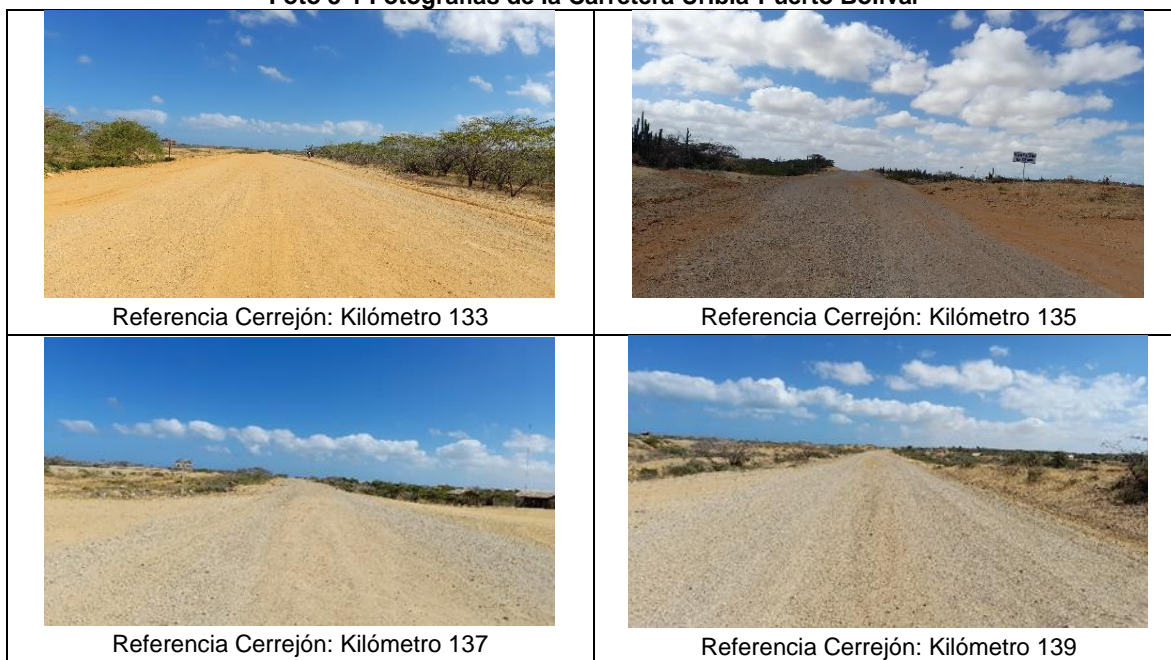 Foto 3-1 Fotografías de la Carretera Uribia-Puerto Bolívar
Referencia Cerrejón: Kilómetro 133
Referencia Cerrejón: Kilómetro 135
Referencia Cerrejón: Kilómetro 137
Referencia Cerrejón: Kilómetro 139